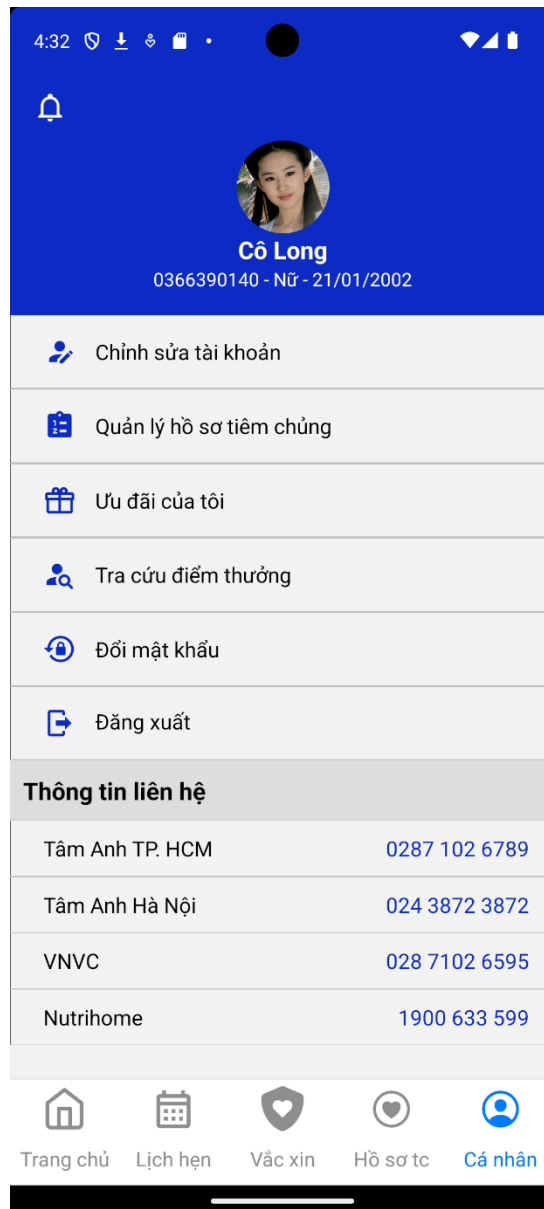 4:32
Cô Long
0366390140 - Nữ - 21/01/2002
Chỉnh sửa tài khoản
Quản lý hồ sơ tiêm chủng
Ưu đãi của tôi
Tra cứu điểm thưởng
Đổi mật khẩu
Đăng xuất
Thông tin liên hệ
Tâm Anh TP. HCM 0287 102 6789
Tâm Anh Hà Nội 024 3872 3872
VNVC 028 7102 6595
Nutrihome 1900 633 599
Trang chủ Lịch hẹn Vắc xin Hồ sơ tc Cá nhân